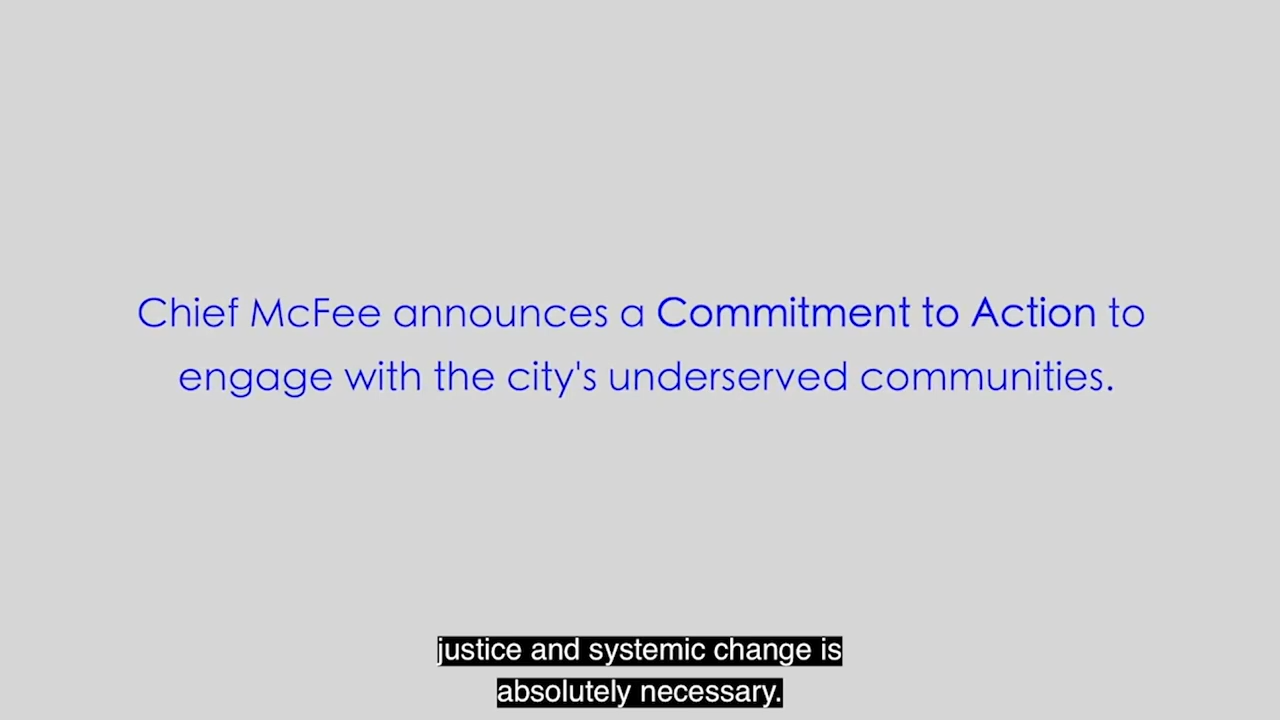 Chief McFee announces a Commitment to Action to
engage with the city's underserved communities.
justice and systemic change is
absolutely necessary.